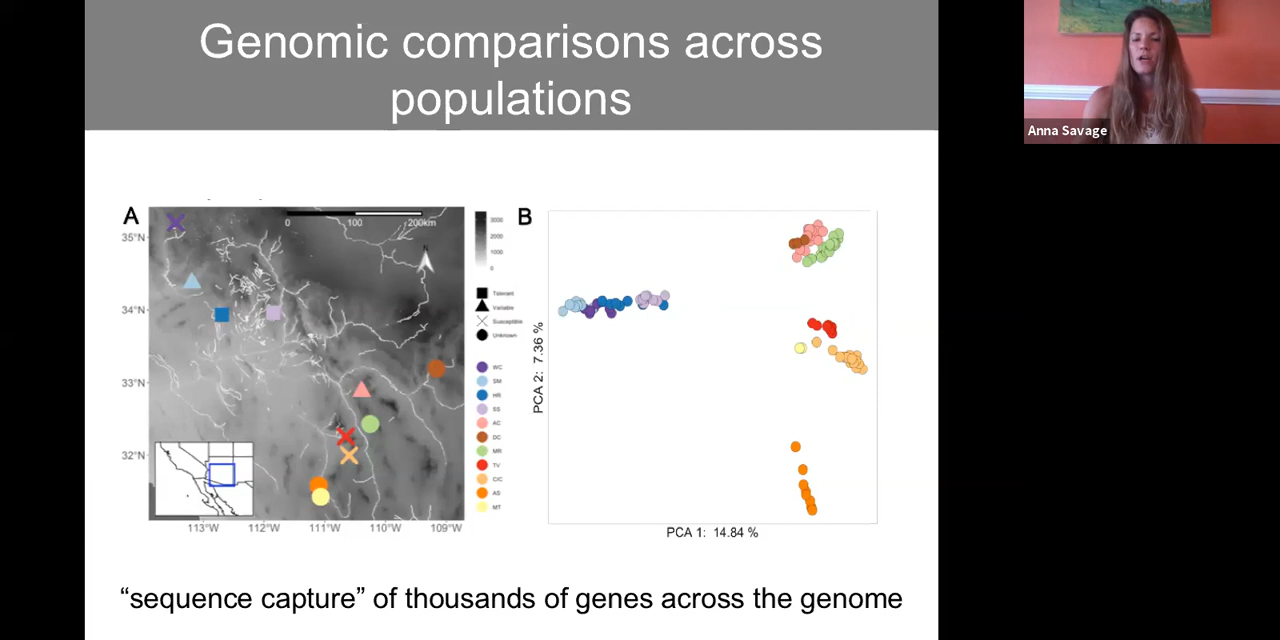 Genomic comparisons across
populations
Anna Savage
A
0
100
200km
N
35°N
34°N
33°N
32°N
113°W
112°W
111°W
110°W
109°W
3000
2000
1000
0
Tolerant
Variable
Susceptible
Unknown
WC
SM
HR
SS
AC
DC
MR
TV
CIC
AS
MT
B
PCA 2: 7.36 %
PCA 1: 14.84 %
“sequence capture” of thousands of genes across the genome